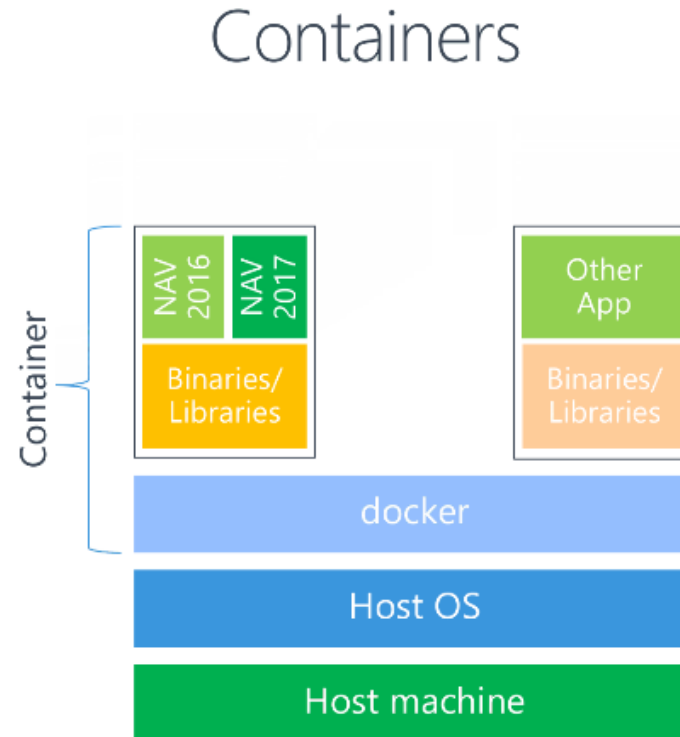 Containers
Container
NAV
2016
NAV
2017
Binaries/
Libraries
Other
App
Binaries/
Libraries
docker
Host OS
Host machine